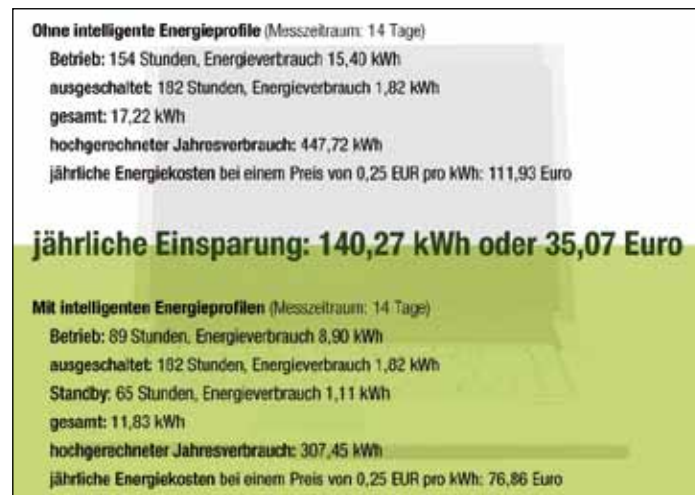 Ohne intelligente Energieprofile (Messzeitraum: 14 Tage)
Betrieb: 154 Stunden, Energieverbrauch 15,40 kWh
ausgeschaltet: 182 Stunden, Energieverbrauch 1,82 kWh
gesamt: 17,22 kWh
hochgerechneter Jahresverbrauch: 447,72 kWh
jährliche Energiekosten bei einem Preis von 0,25 EUR pro kWh: 111,93 Euro
jährliche Einsparung: 140,27 kWh oder 35,07 Euro
Mit intelligenten Energieprofilen (Messzeitraum: 14 Tage)
Betrieb: 89 Stunden, Energieverbrauch 8,90 kWh
ausgeschaltet: 182 Stunden, Energieverbrauch 1,82 kWh
Standby: 65 Stunden, Energieverbrauch 1,11 kWh
gesamt: 11,83 kWh
hochgerechneter Jahresverbrauch: 307,45 kWh
jährliche Energiekosten bei einem Preis von 0,25 EUR pro kWh: 76,86 Euro